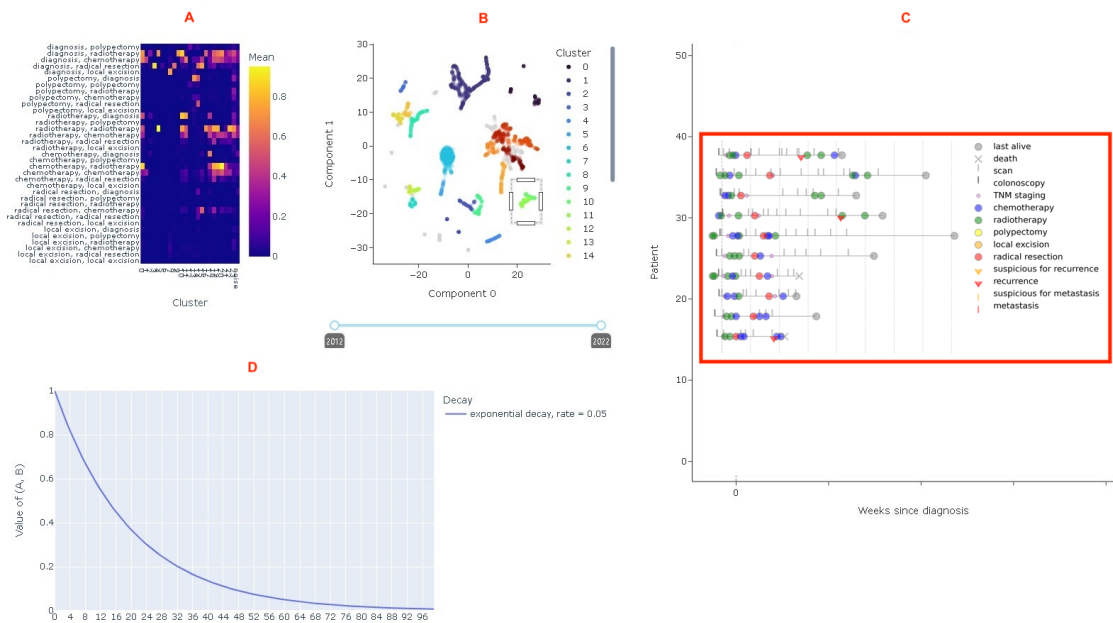 A
diagnosis, polypectomy
diagnosis, radiotherapy
diagnosis, chemotherapy
diagnosis, radical resection
diagnosis, local excision
polypectomy, diagnosis
polypectomy, polypectomy
polypectomy, radiotherapy
polypectomy, chemotherapy
polypectomy, radical resection
polypectomy, local excision
radiotherapy, diagnosis
radiotherapy, polypectomy
radiotherapy, radiotherapy
radiotherapy, chemotherapy
radiotherapy, radical resection
radiotherapy, local excision
chemotherapy, diagnosis
chemotherapy, polypectomy
chemotherapy, radiotherapy
chemotherapy, chemotherapy
chemotherapy, radical resection
chemotherapy, local excision
radical resection, diagnosis
radical resection, polypectomy
radical resection, radiotherapy
radical resection, chemotherapy
radical resection, radical resection
radical resection, local excision
local excision, diagnosis
local excision, polypectomy
local excision, radiotherapy
local excision, chemotherapy
local excision, radical resection
local excision, local excision
Cluster
Mean
0.8
0.6
0.4
0.2
0
B
30
20
10
0
−10
−20
−30
Component 1
−20
0
20
Component 0
Cluster
0
1
2
3
4
5
6
7
8
9
10
11
12
13
14
2012
2022
C
50
40
30
20
10
0
Patient
0
Weeks since diagnosis
last alive
death
scan
colonoscopy
TNM staging
chemotherapy
radiotherapy
polypectomy
local excision
radical resection
suspicious for recurrence
recurrence
suspicious for metastasis
metastasis
D
1
0.8
0.6
0.4
0.2
0
Value of (A, B)
0 4 8 12 16 20 24 28 32 36 40 44 48 52 56 60 64 68 72 76 80 84 88 92 96
Decay
exponential decay, rate = 0.05